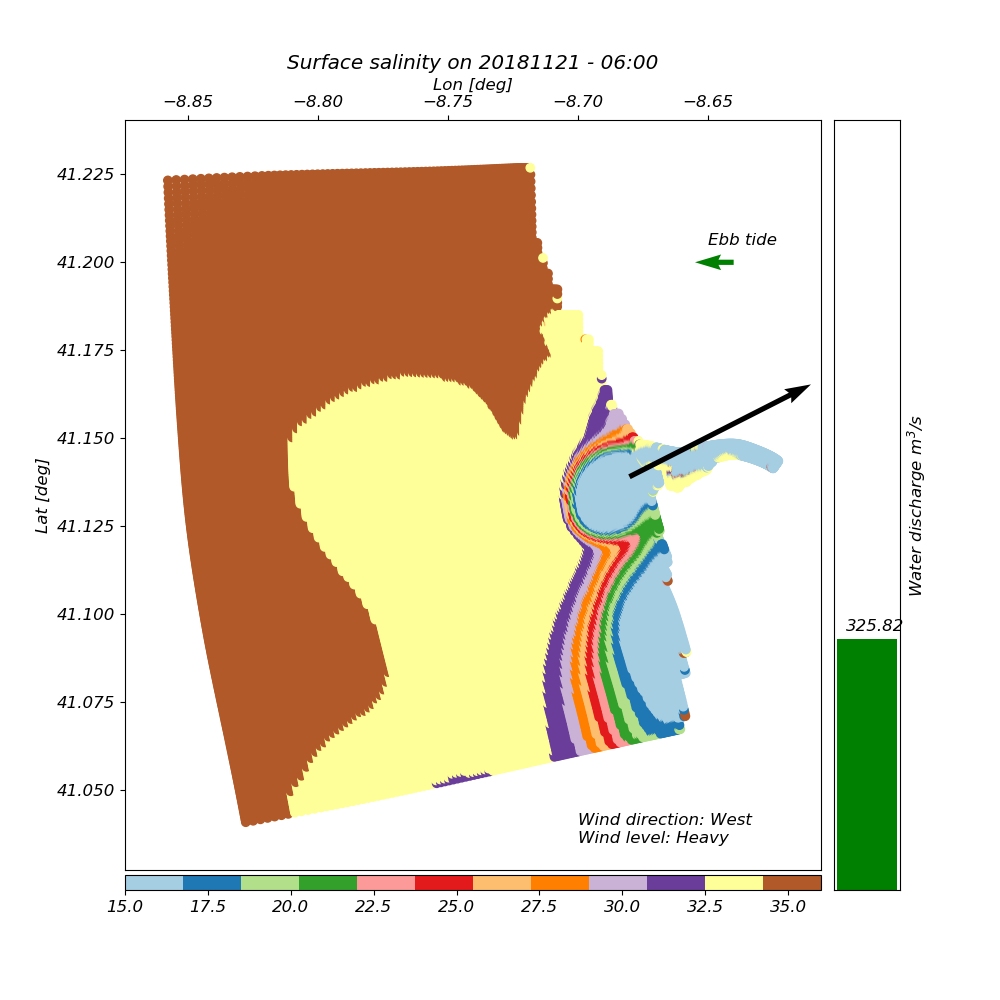 Surface salinity on 20181121 - 06:00
Lon [deg]
−8.85 −8.80 −8.75 −8.70 −8.65
41.225
41.200
41.175
41.150
41.125
41.100
41.075
41.050
Lat [deg]
Ebb tide
Wind direction: West
Wind level: Heavy
325.82
Water discharge m³/s
15.0 17.5 20.0 22.5 25.0 27.5 30.0 32.5 35.0